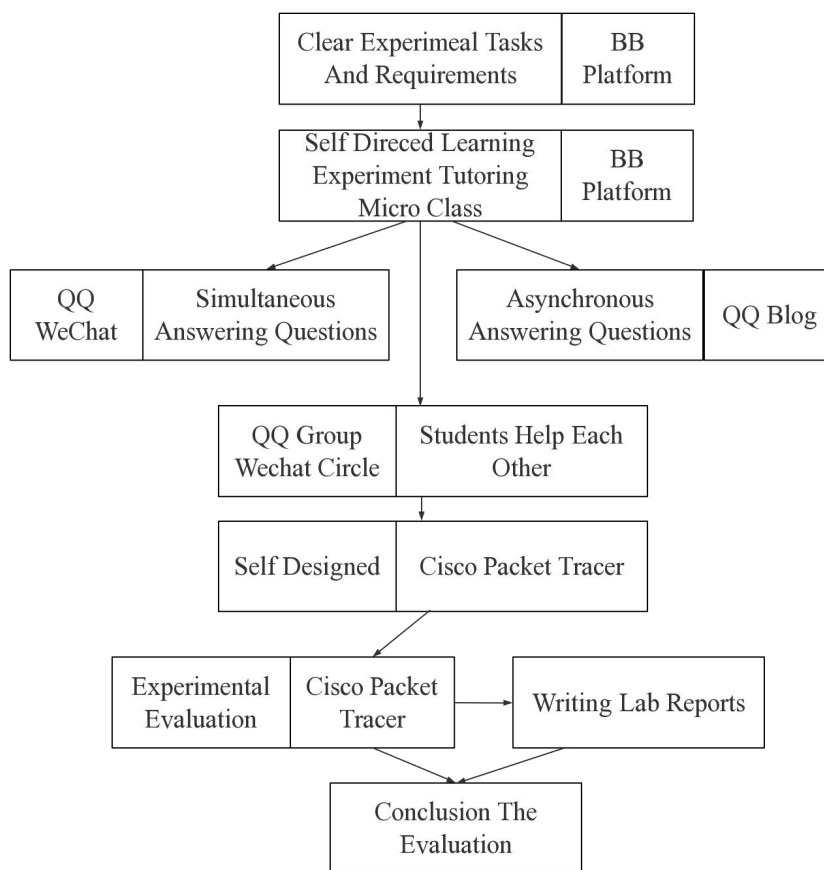 Clear Experimeal Tasks
And Requirements
BB
Platform
Self Direced Learning
Experiment Tutoring
Micro Class
BB
Platform
QQ
WeChat
Simultaneous
Answering Questions
Asynchronous
Answering Questions
QQ Blog
QQ Group
Wechat Circle
Students Help Each
Other
Self Designed
Cisco Packet Tracer
Experimental
Evaluation
Cisco Packet
Tracer
Writing Lab Reports
Conclusion The
Evaluation